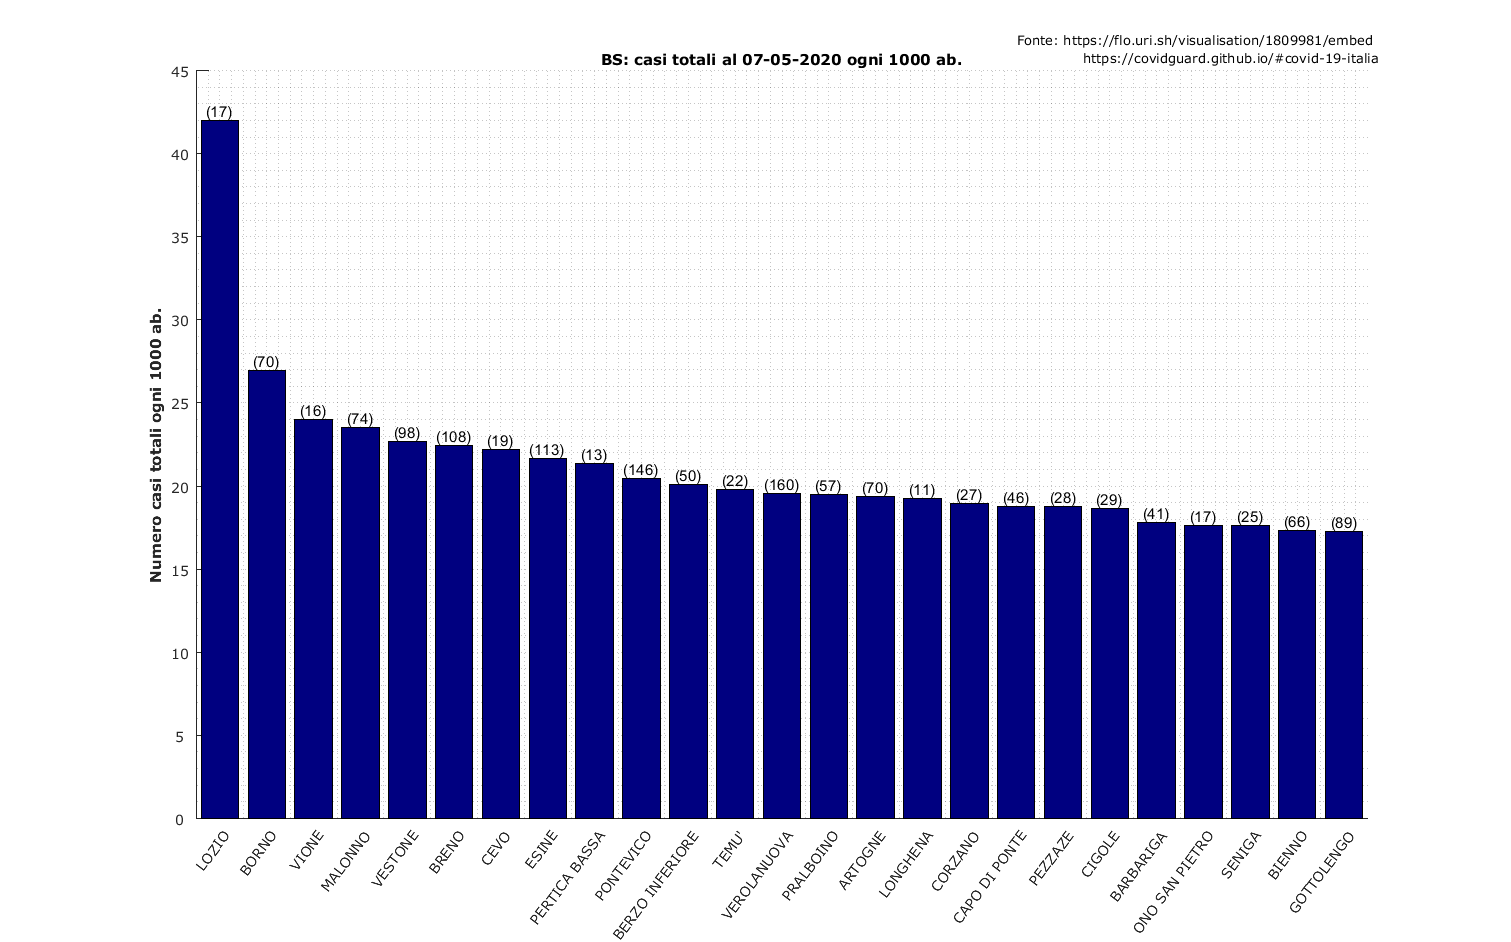 Fonte: https://flo.uri.sh/visualisation/1809981/embed
https://covidguard.github.io/#covid-19-italia
BS: casi totali al 07-05-2020 ogni 1000 ab.
Numero casi totali ogni 1000 ab.
45
40
35
30
25
20
15
10
5
0
(17)
(70)
(16)
(74)
(98)
(108)
(19)
(113)
(13)
(146)
(50)
(22)
(160)
(57)
(70)
(11)
(27)
(46)
(28)
(29)
(41)
(17)
(25)
(66)
(89)
LOZIO
BORNO
VIONE
MALONNO
VESTONE
BRENO
CEVO
ESINE
PERTICA BASSA
PONTEVICO
BERZO INFERIORE
TEMU'
VEROLANUOVA
PRALBOINO
ARTOGNE
LONGHENA
CORZANO
CAPO DI PONTE
PEZZAZE
CIGOLE
BARBARIGA
ONO SAN PIETRO
SENIGA
BIENNO
GOTTOLENGO